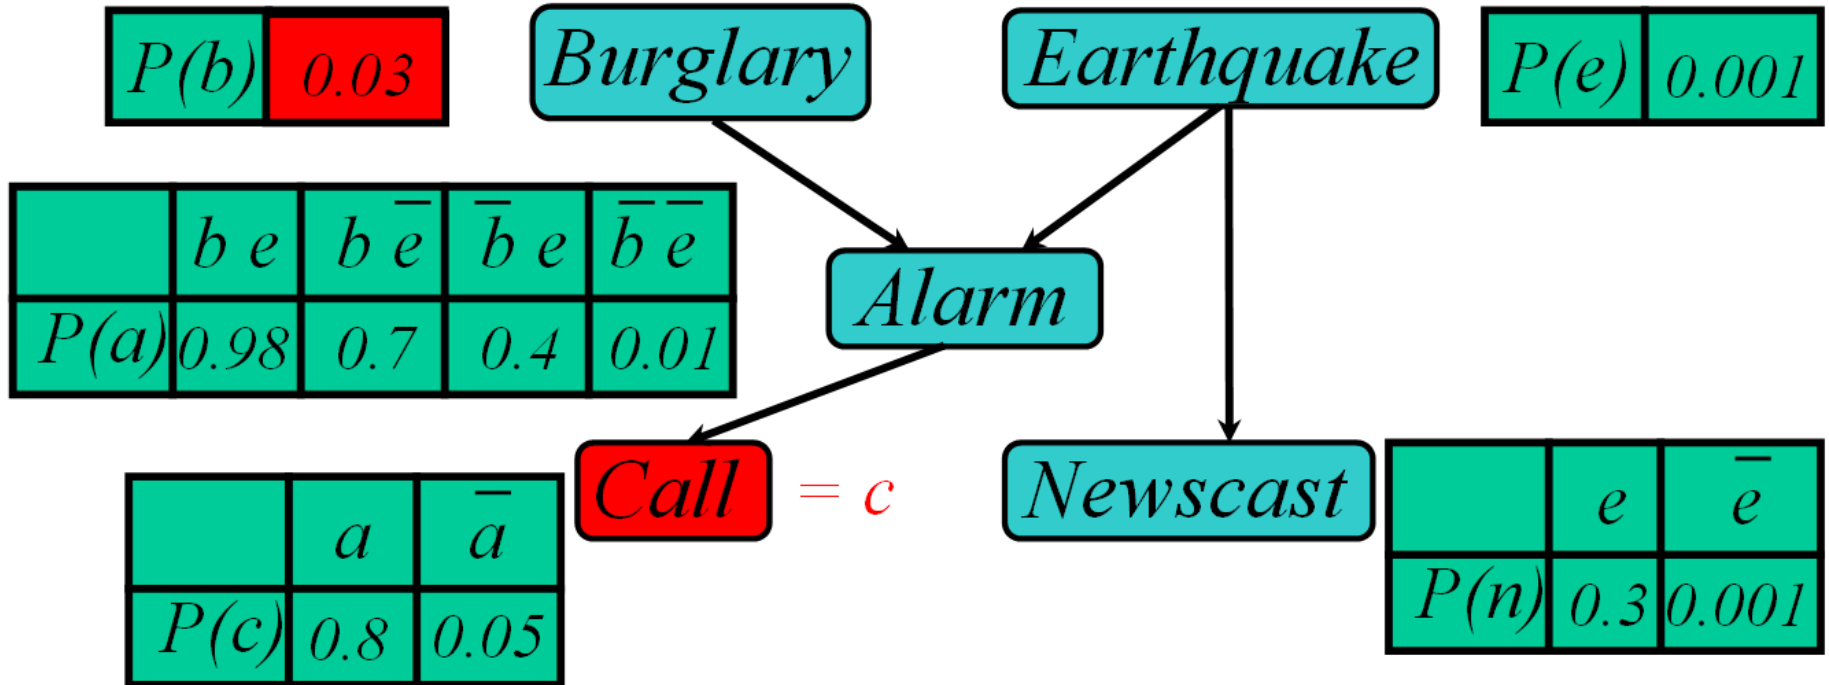 P(b) 0.03
Burglary
Earthquake
P(e) 0.001
b e b e̅ b̅ e b̅ e̅
P(a) 0.98 0.7 0.4 0.01
Alarm
Call = c
Newscast
a a̅
P(c) 0.8 0.05
e e̅
P(n) 0.3 0.001